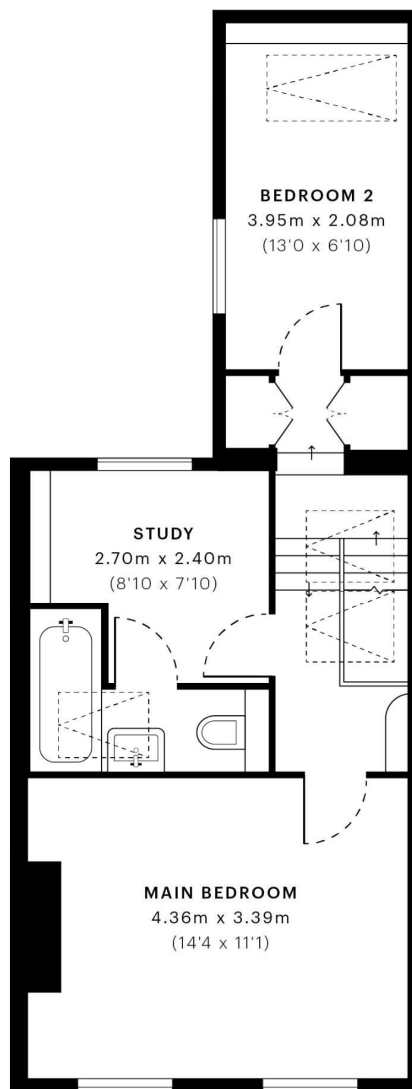 BEDROOM 2
3.95m x 2.08m
(13'0 x 6'10)
STUDY
2.70m x 2.40m
(8'10 x 7'10)
MAIN BEDROOM
4.36m x 3.39m
(14'4 x 11'1)